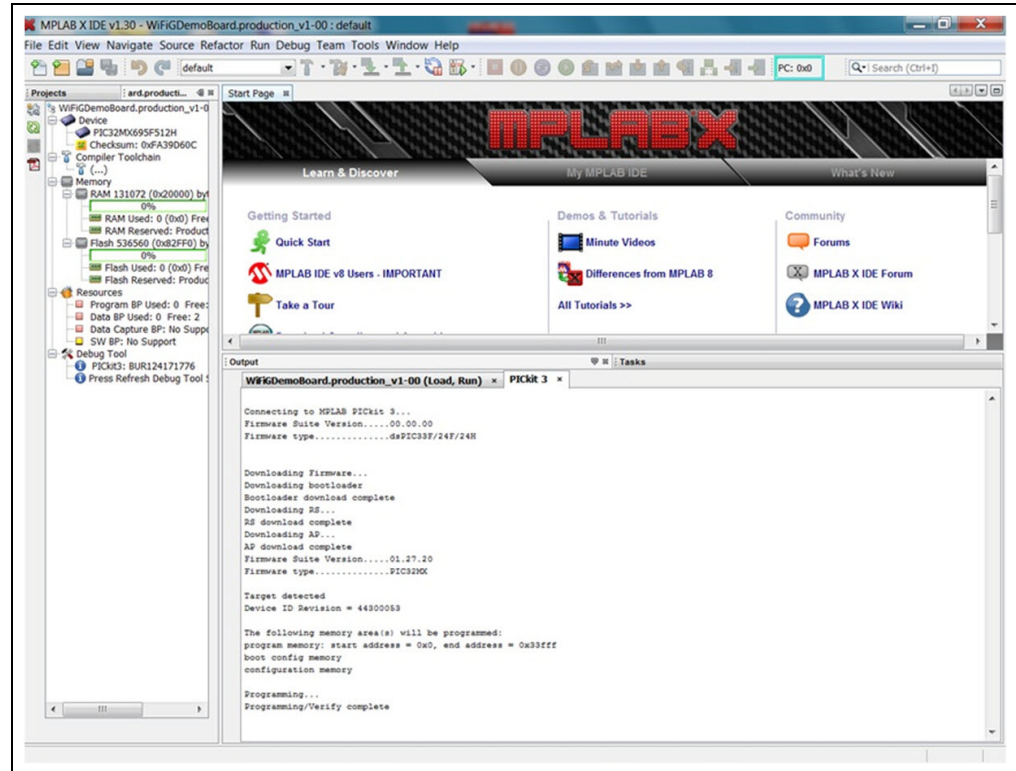 MPLAB X IDE v1.30 - WiFiGDemoBoard.production_v1-00 : default
File Edit View Navigate Source Refactor Run Debug Team Tools Window Help
default
PC: 0x0
Search (Ctrl+I)
Projects
ard.producti...
WiFiGDemoBoard.production_v1-0
Device
PIC32MX695F512H
Checksum: 0xFA39D60C
Compiler Toolchain
(...)
Memory
RAM 131072 (0x20000) byt
0%
RAM Used: 0 (0x0) Free
RAM Reserved: Product
Flash 536560 (0x82FF0) by
0%
Flash Used: 0 (0x0) Fre
Flash Reserved: Produc
Resources
Program BP Used: 0 Free:
Data BP Used: 0 Free: 2
Data Capture BP: No Suppo
SW BP: No Support
Debug Tool
PICkit3: BUR124171776
Press Refresh Debug Tool
Start Page
MPLABX
Learn & Discover
My MPLAB IDE
What's New
Getting Started
Quick Start
MPLAB IDE v8 Users - IMPORTANT
Take a Tour
Demos & Tutorials
Minute Videos
Differences from MPLAB 8
All Tutorials >>
Community
Forums
MPLAB X IDE Forum
MPLAB X IDE Wiki
Output
Tasks
WiFiGDemoBoard.production_v1-00 (Load, Run)
PICkit 3
Connecting to MPLAB PICkit 3...
Firmware Suite Version.....00.00.00
Firmware type..............dsPIC33F/24F/24H
Downloading Firmware...
Downloading bootloader
Bootloader download complete
Downloading RS...
RS download complete
Downloading AP...
AP download complete
Firmware Suite Version.....01.27.20
Firmware type..............PIC32MX
Target detected
Device ID Revision = 44300053
The following memory area(s) will be programmed:
program memory: start address = 0x0, end address = 0x33fff
boot config memory
configuration memory
Programming...
Programming/Verify complete